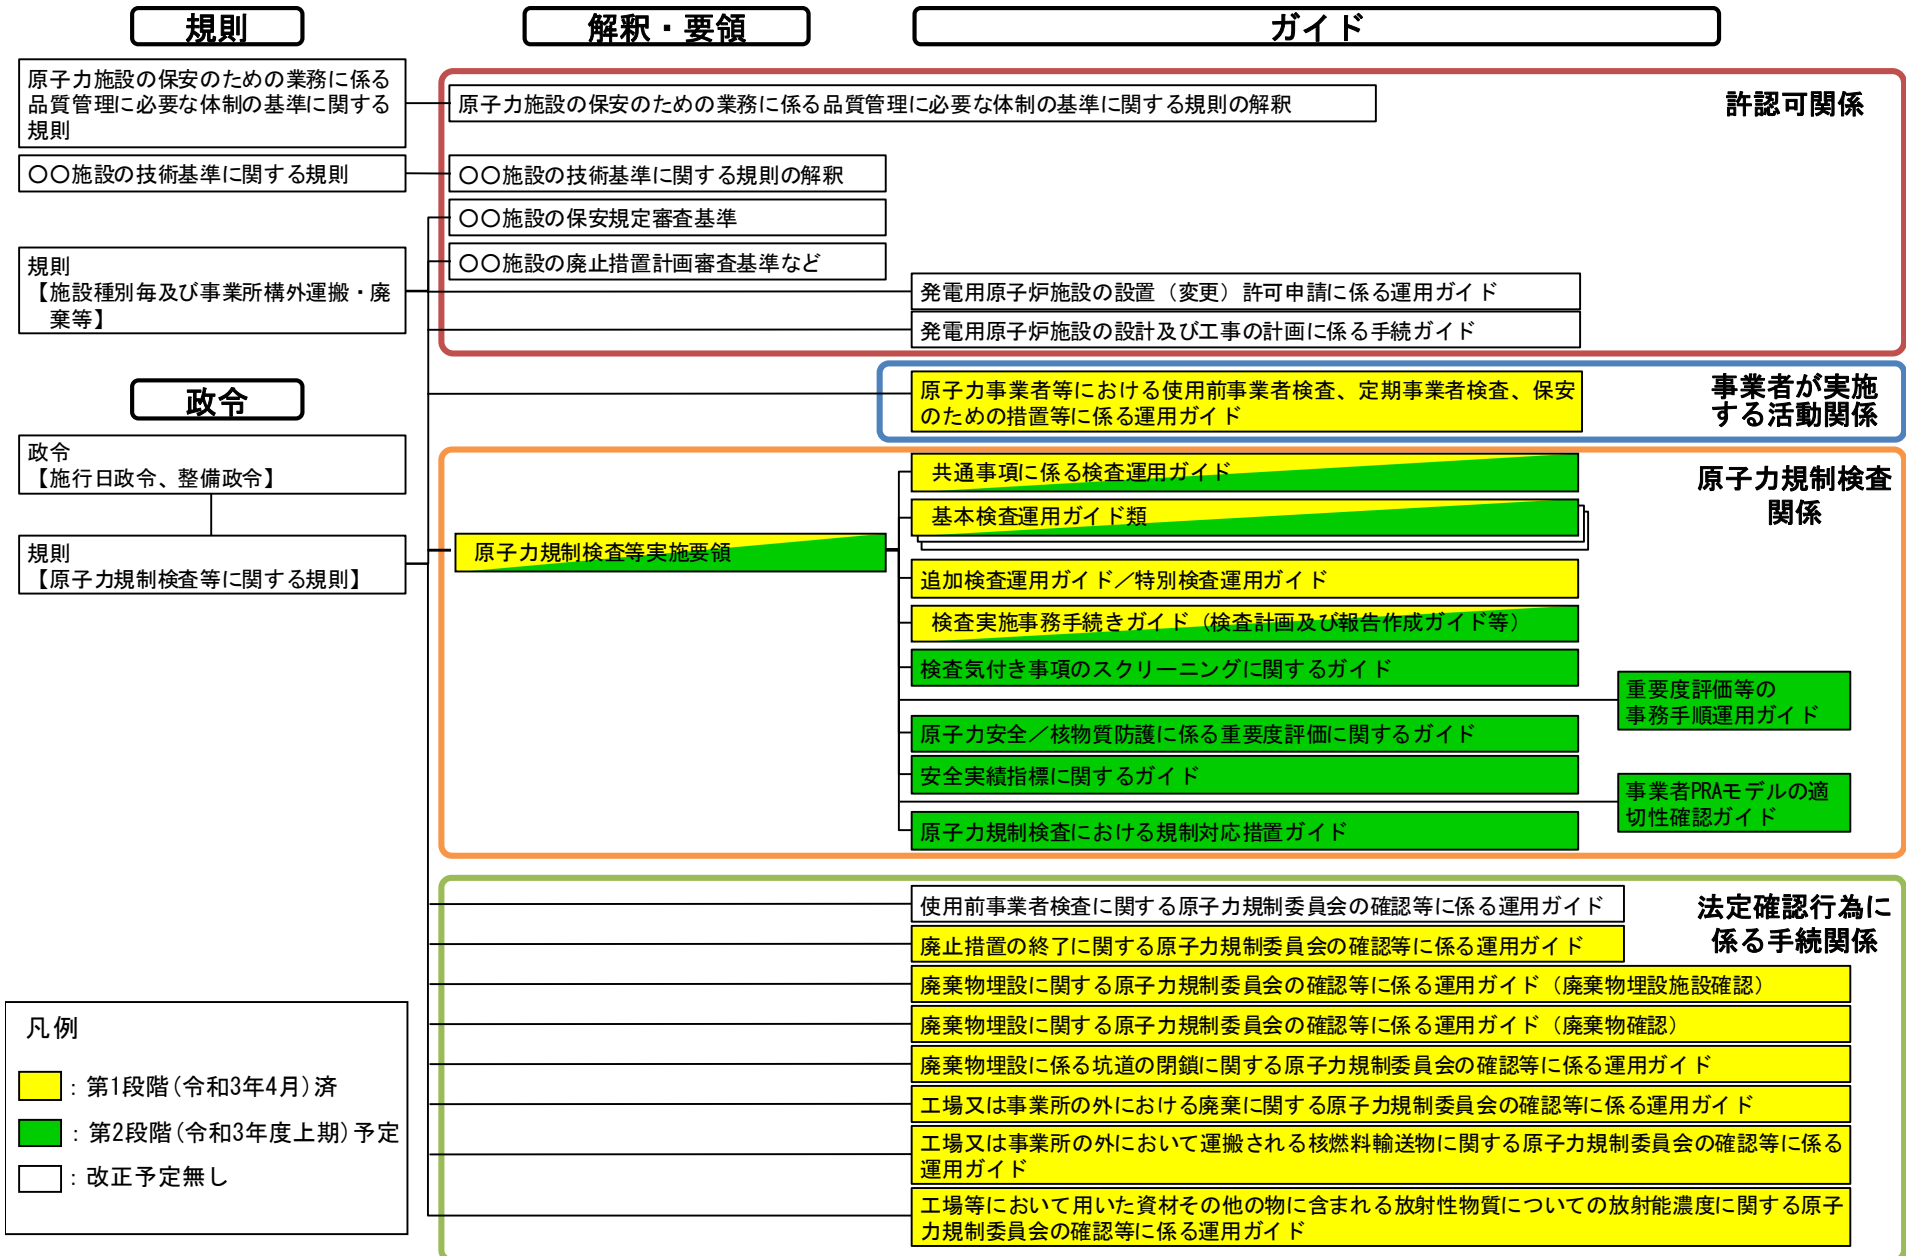 規則
解釈・要領
ガイド
原子力施設の保安のための業務に係る
品質管理に必要な体制の基準に関する
規則
原子力施設の保安のための業務に係る品質管理に必要な体制の基準に関する規則の解釈
許認可関係
〇〇施設の技術基準に関する規則
〇〇施設の技術基準に関する規則の解釈
〇〇施設の保安規定審査基準
〇〇施設の廃止措置計画審査基準など
規則
【施設種別毎及び事業所構外運搬・廃
棄等】
発電用原子炉施設の設置（変更）許可申請に係る運用ガイド
発電用原子炉施設の設計及び工事の計画に係る手続ガイド
政令
原子力事業者等における使用前事業者検査、定期事業者検査、保安
のための措置等に係る運用ガイド
事業者が実施
する活動関係
政令
【施行日政令、整備政令】
規則
【原子力規制検査等に関する規則】
原子力規制検査等実施要領
原子力規制検査
関係
共通事項に係る検査運用ガイド
基本検査運用ガイド類
追加検査運用ガイド／特別検査運用ガイド
検査実施事務手続きガイド（検査計画及び報告作成ガイド等）
検査気付き事項のスクリーニングに関するガイド
重要度評価等の
事務手順運用ガイド
原子力安全／核物質防護に係る重要度評価に関するガイド
安全実績指標に関するガイド
事業者PRAモデルの適
切性確認ガイド
原子力規制検査における規制対応措置ガイド
法定確認行為に
係る手続関係
使用前事業者検査に関する原子力規制委員会の確認等に係る運用ガイド
廃止措置の終了に関する原子力規制委員会の確認等に係る運用ガイド
廃棄物埋設に関する原子力規制委員会の確認等に係る運用ガイド（廃棄物埋設施設確認）
廃棄物埋設に関する原子力規制委員会の確認等に係る運用ガイド（廃棄物確認）
廃棄物埋設に係る坑道の閉鎖に関する原子力規制委員会の確認等に係る運用ガイド
工場又は事業所の外における廃棄に関する原子力規制委員会の確認等に係る運用ガイド
工場又は事業所の外において運搬される核燃料輸送物に関する原子力規制委員会の確認等に係る
運用ガイド
工場等において用いた資材その他の物に含まれる放射性物質についての放射能濃度に関する原子
力規制委員会の確認等に係る運用ガイド
凡例
：第1段階(令和3年4月)済
：第2段階(令和3年度上期)予定
：改正予定無し